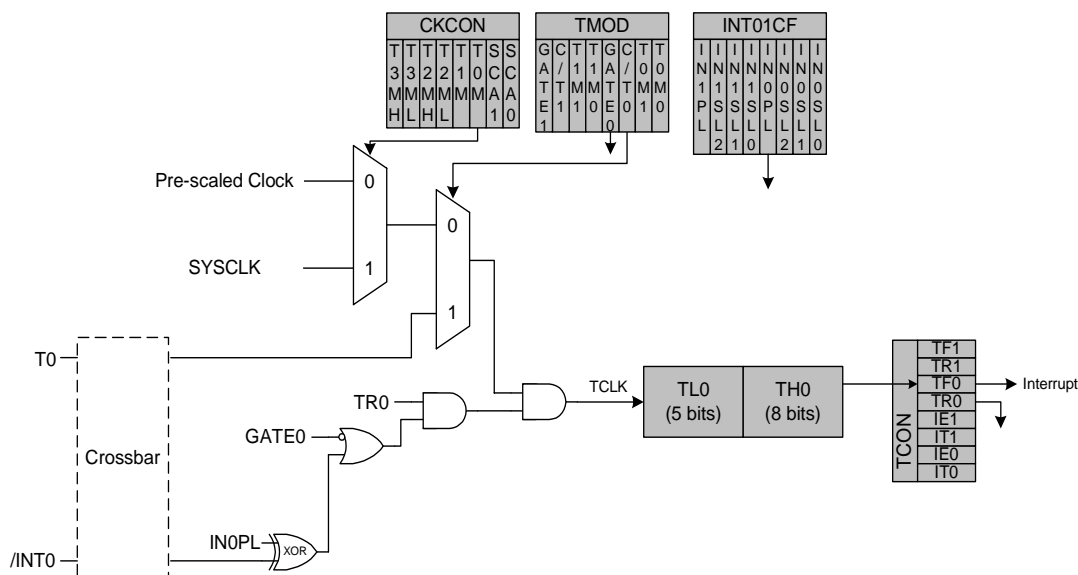 CKCON
TMOD
INT01CF
T3MH
T3ML
T2MH
T2ML
T1M
T0M
SCA1
SCA0
GATE1
C/T1
T1M1
T1M0
GATE0
C/T0
T0M1
T0M0
IN1PL
IN1SL2
IN1SL1
IN1SL0
IN0PL
IN0SL2
IN0SL1
IN0SL0
Pre-scaled Clock
0
0
SYSCLK
1
1
T0
TCLK
TL0
(5 bits)
TH0
(8 bits)
TCON
TF1
TR1
TF0
TR0
IE1
IT1
IE0
IT0
Interrupt
TR0
GATE0
Crossbar
IN0PL
XOR
/INT0